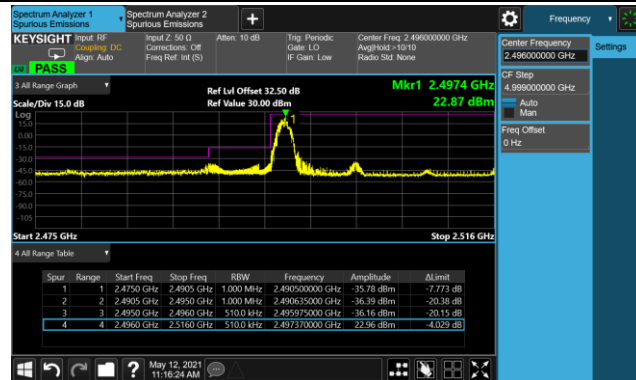 Spectrum Analyzer 1
Spurious Emissions
Spectrum Analyzer 2
Spurious Emissions
Frequency
KEYSIGHT
Input: RF
Coupling: DC
Align: Auto
Input Z: 50 Ω
Corrections: Off
Freq Ref: Int (S)
Atten: 10 dB
Trig: Periodic
Gate: LO
IF Gain: Low
Center Freq: 2.496000000 GHz
Avg|Hold:>10/10
Radio Std: None
PASS
Center Frequency
2.496000000 GHz
Settings
CF Step
4.999000000 GHz
Auto
Man
Freq Offset
0 Hz
3 All Range Graph
Ref Lvl Offset 32.50 dB
Mkr1 2.4974 GHz
Scale/Div 15.0 dB
Ref Value 30.00 dBm
22.87 dBm
Log
15.0
0.00
-15.0
-30.0
-45.0
-60.0
-75.0
-90.0
-105
1
Start 2.475 GHz
Stop 2.516 GHz
4 All Range Table
Spur Range Start Freq Stop Freq RBW Frequency Amplitude ΔLimit
1 1 2.4750 GHz 2.4905 GHz 1.000 MHz 2.490500000 GHz -35.78 dBm -7.773 dB
2 2 2.4905 GHz 2.4950 GHz 1.000 MHz 2.490635000 GHz -36.39 dBm -20.38 dB
3 3 2.4950 GHz 2.4960 GHz 510.0 kHz 2.495975000 GHz -36.16 dBm -20.15 dB
4 4 2.4960 GHz 2.5160 GHz 510.0 kHz 2.497370000 GHz 22.96 dBm -4.029 dB
May 12, 2021
11:16:24 AM